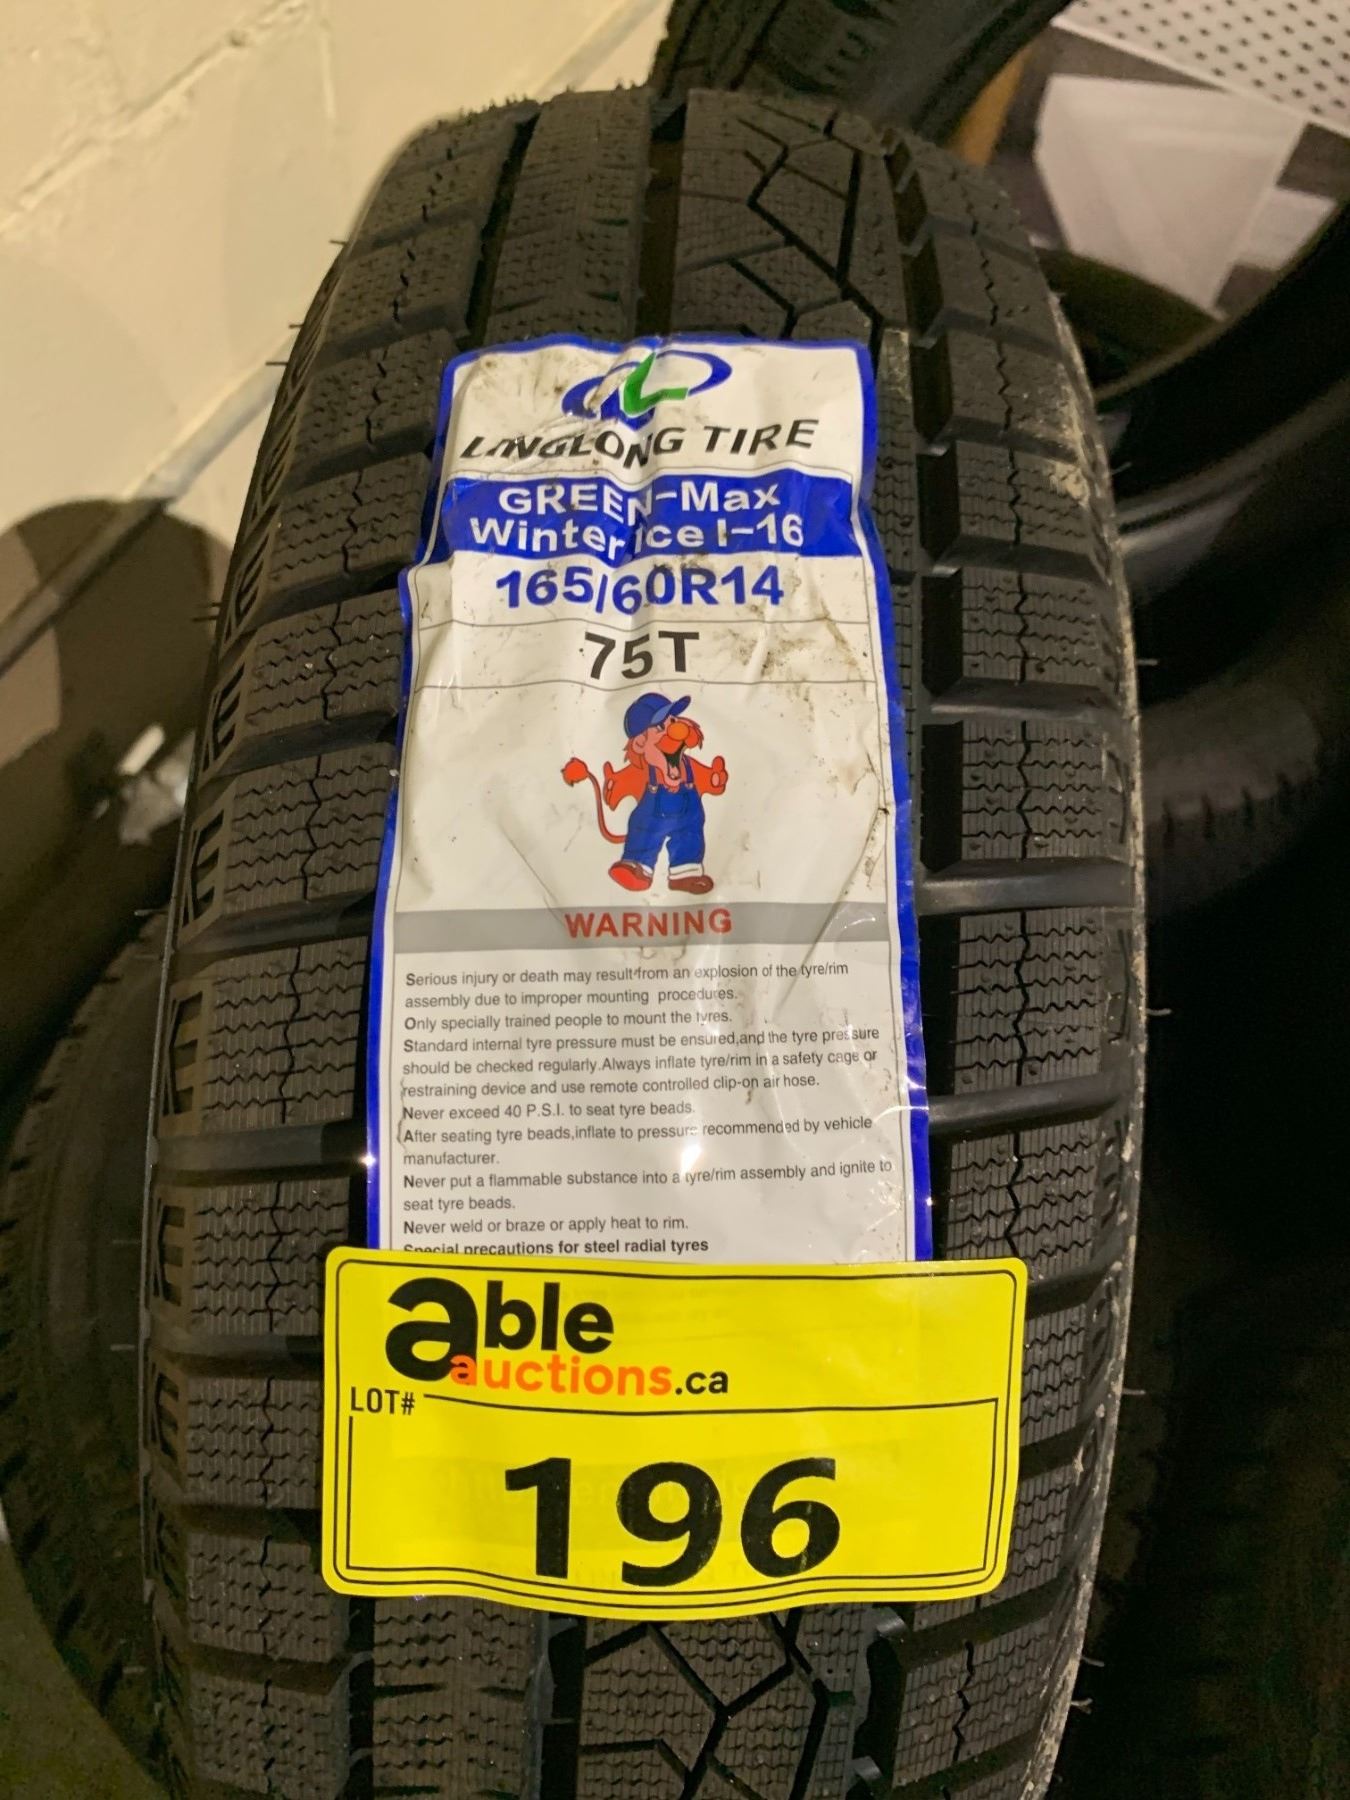 LINGLONG TIRE
GREEN-Max
Winter Ice I-16
165/60R14
75T
WARNING
Serious injury or death may result from an explosion of the tyre/rim
assembly due to improper mounting procedures.
Only specially trained people to mount the tyres.
Standard internal tyre pressure must be ensured,and the tyre pressure
should be checked regularly.Always inflate tyre/rim in a safety cage or
restraining device and use remote controlled clip-on air hose.
Never exceed 40 P.S.I. to seat tyre beads.
After seating tyre beads,inflate to pressure recommended by vehicle
manufacturer.
Never put a flammable substance into a tyre/rim assembly and ignite to
seat tyre beads.
Never weld or braze or apply heat to rim.
Special precautions for steel radial tyres
able
auctions.ca
LOT#
196